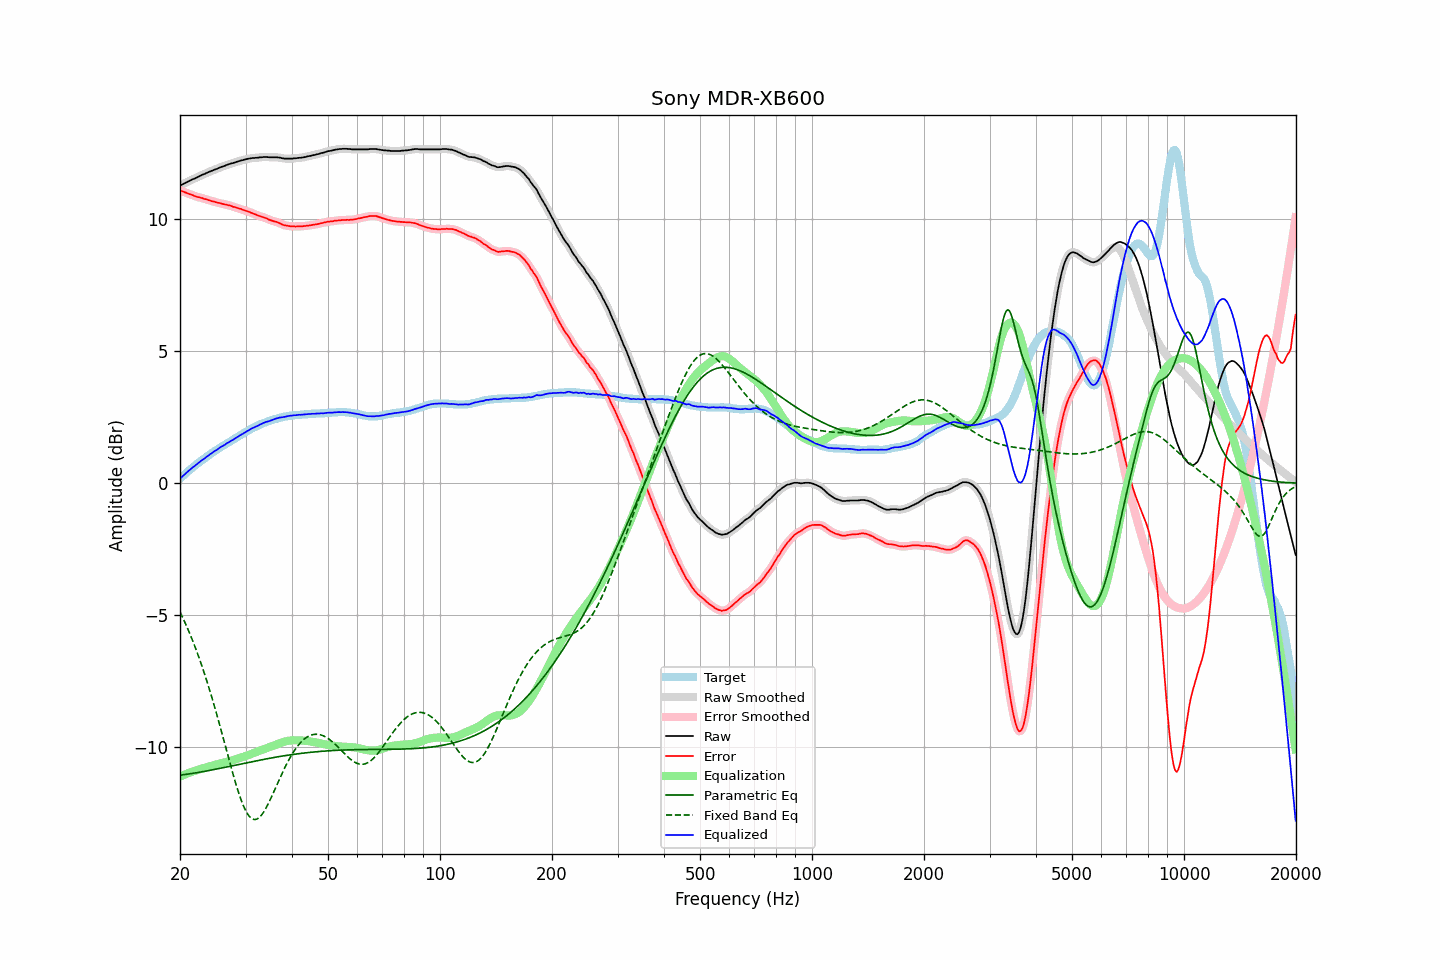 Sony MDR-XB600
Amplitude (dBr)
10
5
0
−5
−10
Target
Raw Smoothed
Error Smoothed
Raw
Error
Equalization
Parametric Eq
Fixed Band Eq
Equalized
20 50 100 200 500 1000 2000 5000 10000 20000
Frequency (Hz)